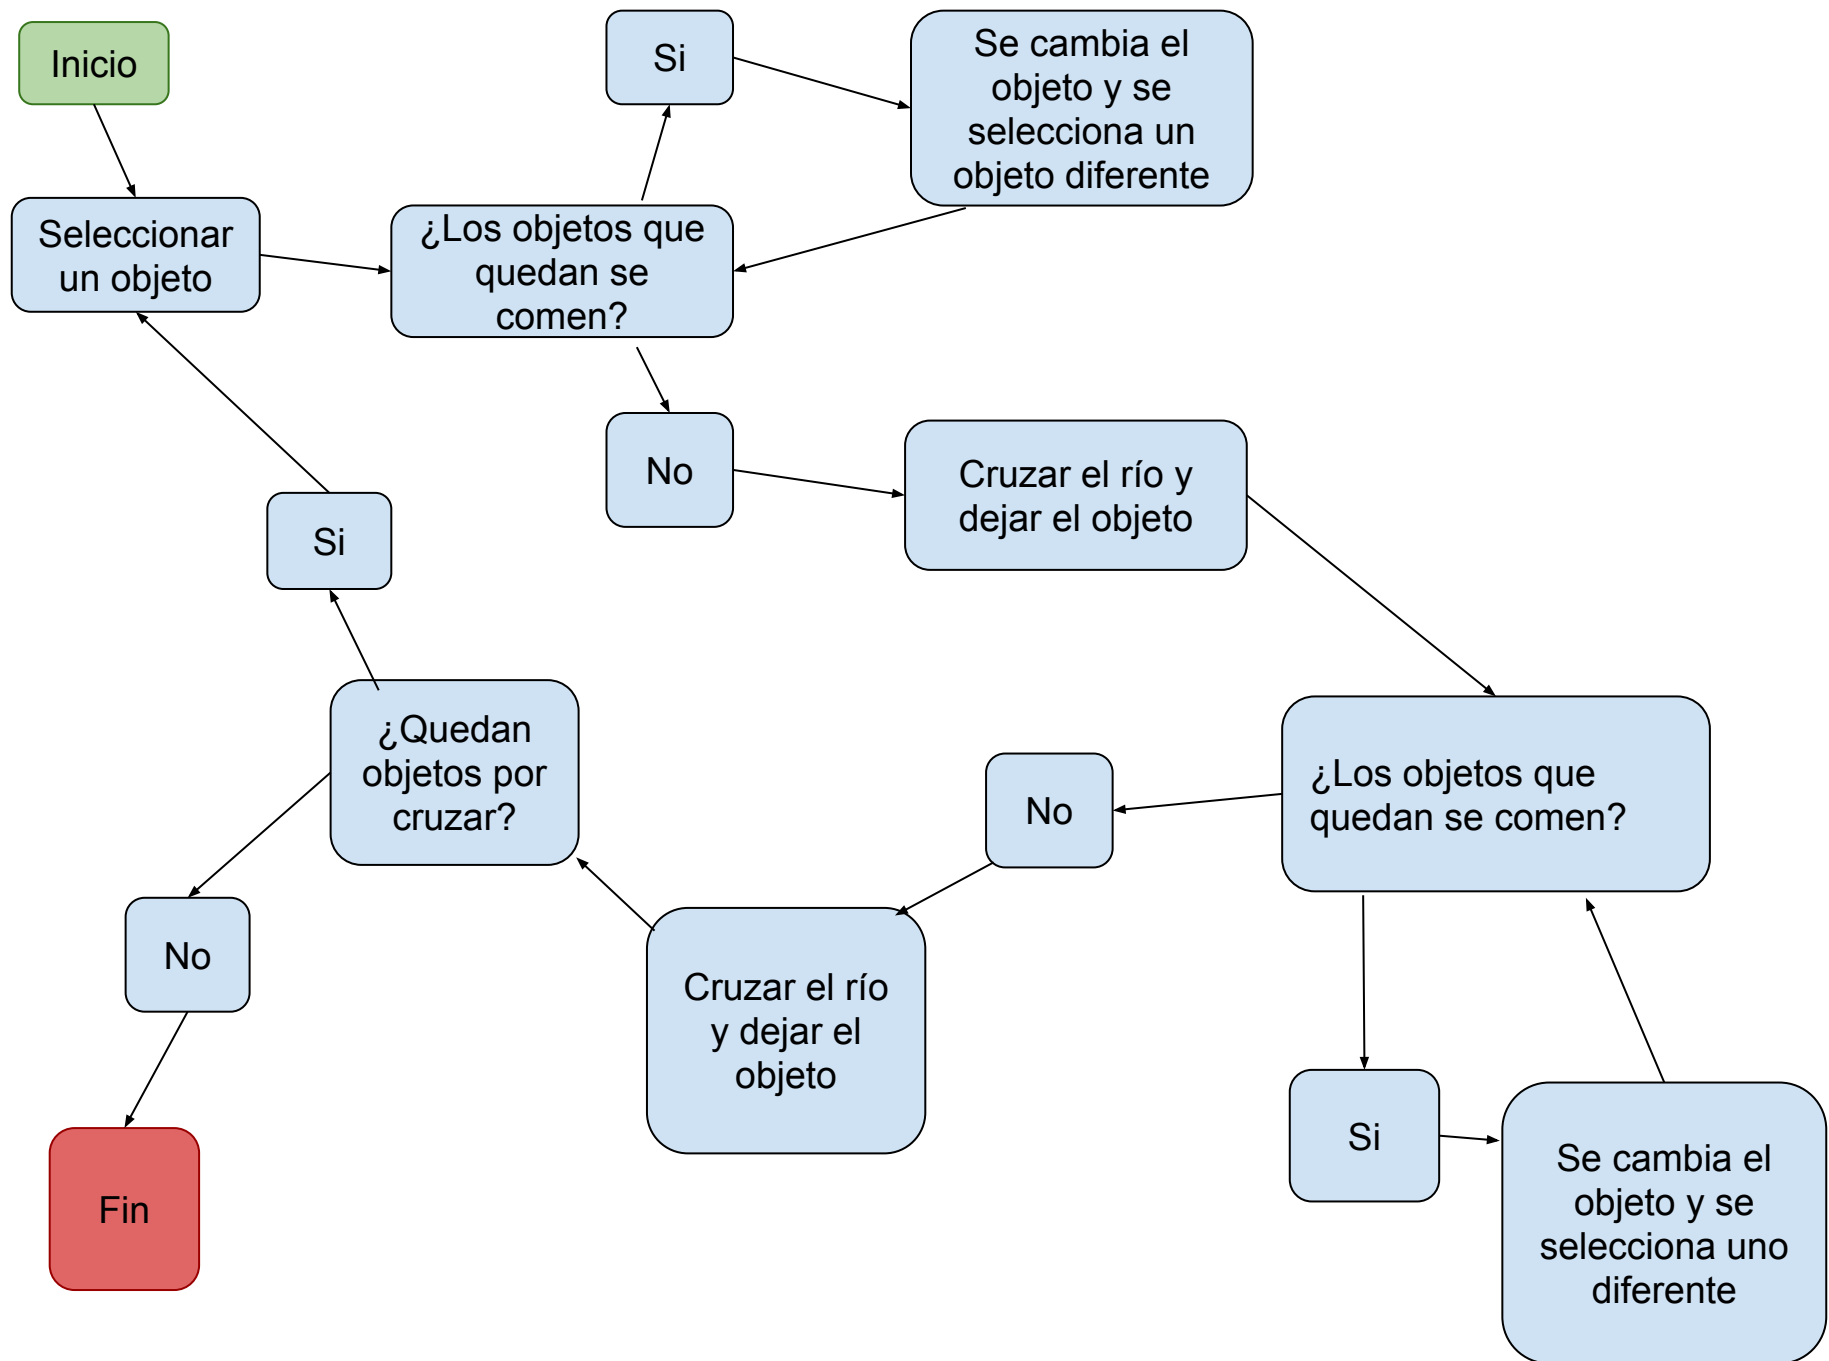 Inicio
Si
Se cambia el
objeto y se
selecciona un
objeto diferente
Seleccionar
un objeto
¿Los objetos que
quedan se
comen?
No
Cruzar el río y
dejar el objeto
Si
¿Quedan
objetos por
cruzar?
No
¿Los objetos que
quedan se comen?
No
Cruzar el río
y dejar el
objeto
Si
Se cambia el
objeto y se
selecciona uno
diferente
Fin